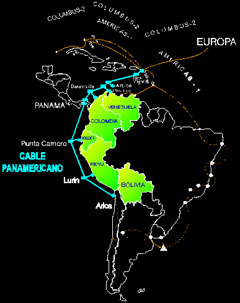 COLUMBUS-2
COLUMBUS-2
COLUMBUS-2
AMERICAS-1
AMERICAS-1
EUROPA
PANAMA
VENEZUELA
COLOMBIA
Punta Carnero
CABLE
PANAMERICANO
PERU
Lurín
BOLIVIA
Arica